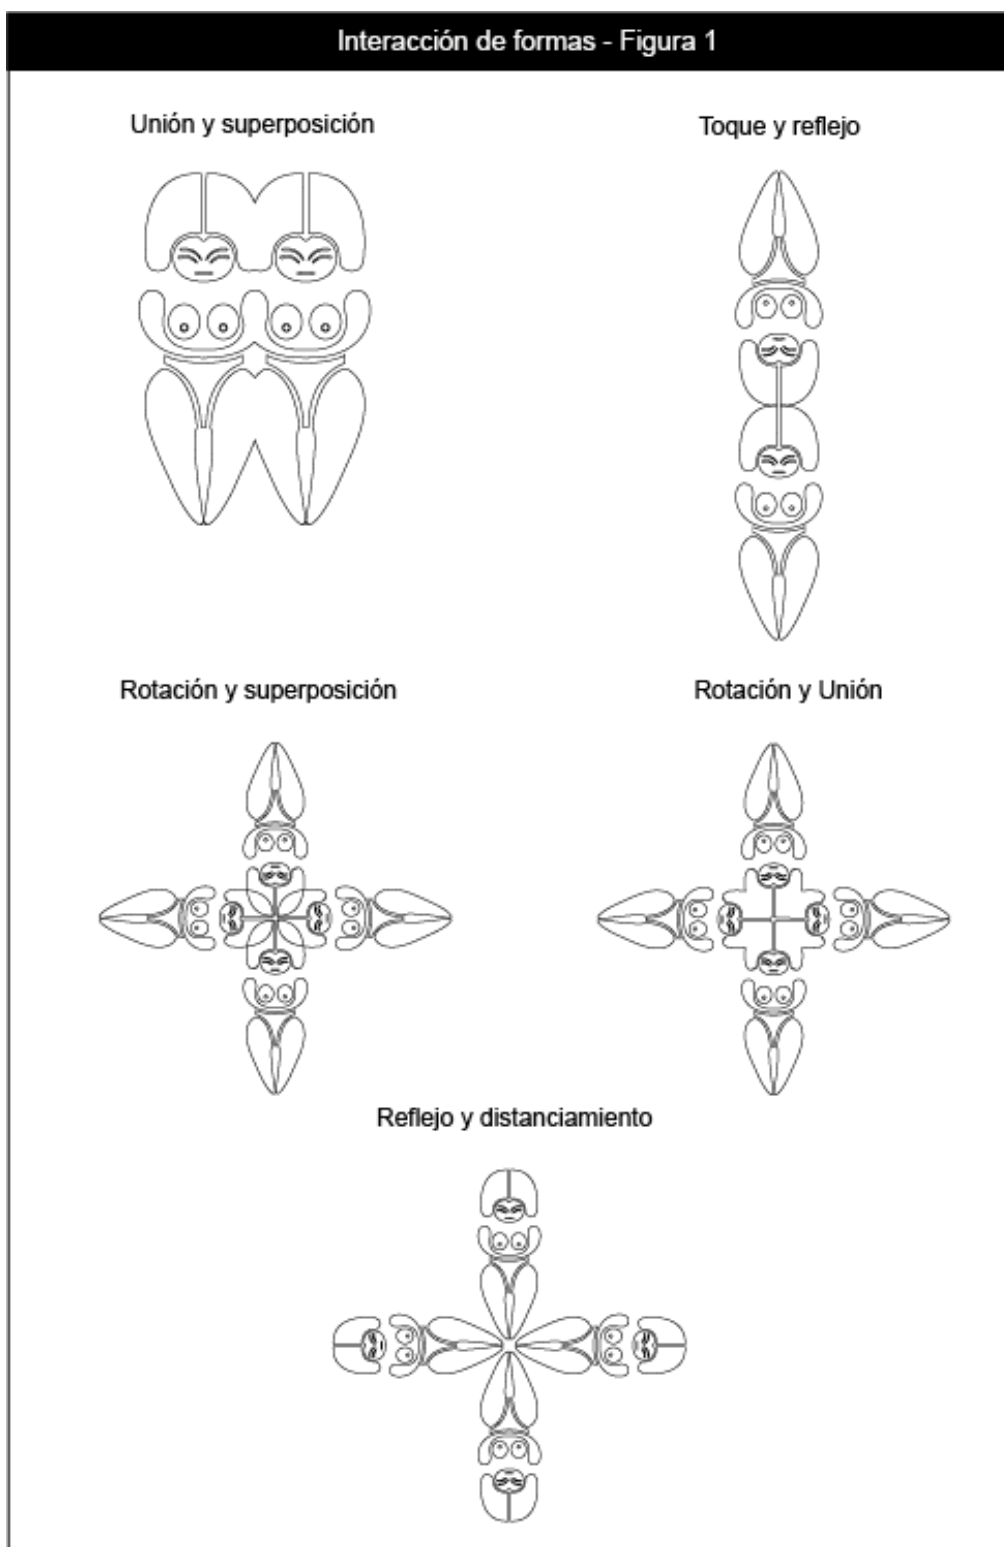 Interacción de formas - Figura 1
Unión y superposición
Toque y reflejo
Rotación y superposición
Rotación y Unión
Reflejo y distanciamiento